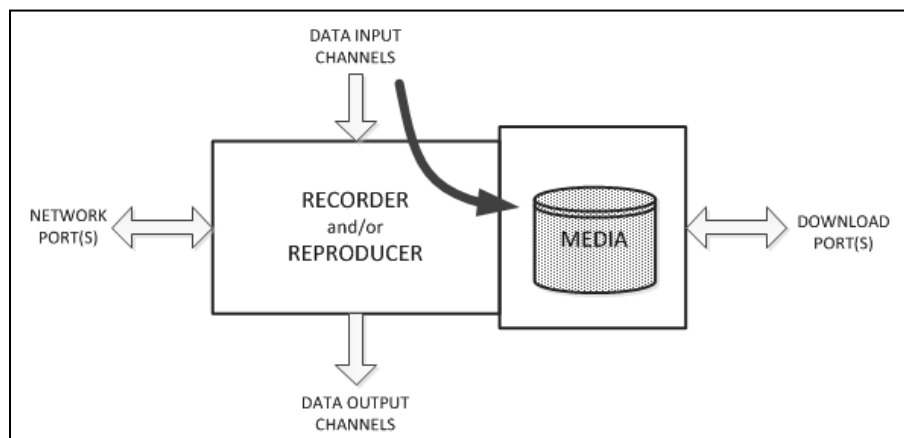 DATA INPUT
CHANNELS
RECORDER
and/or
REPRODUCER
NETWORK
PORT(S)
MEDIA
DOWNLOAD
PORT(S)
DATA OUTPUT
CHANNELS